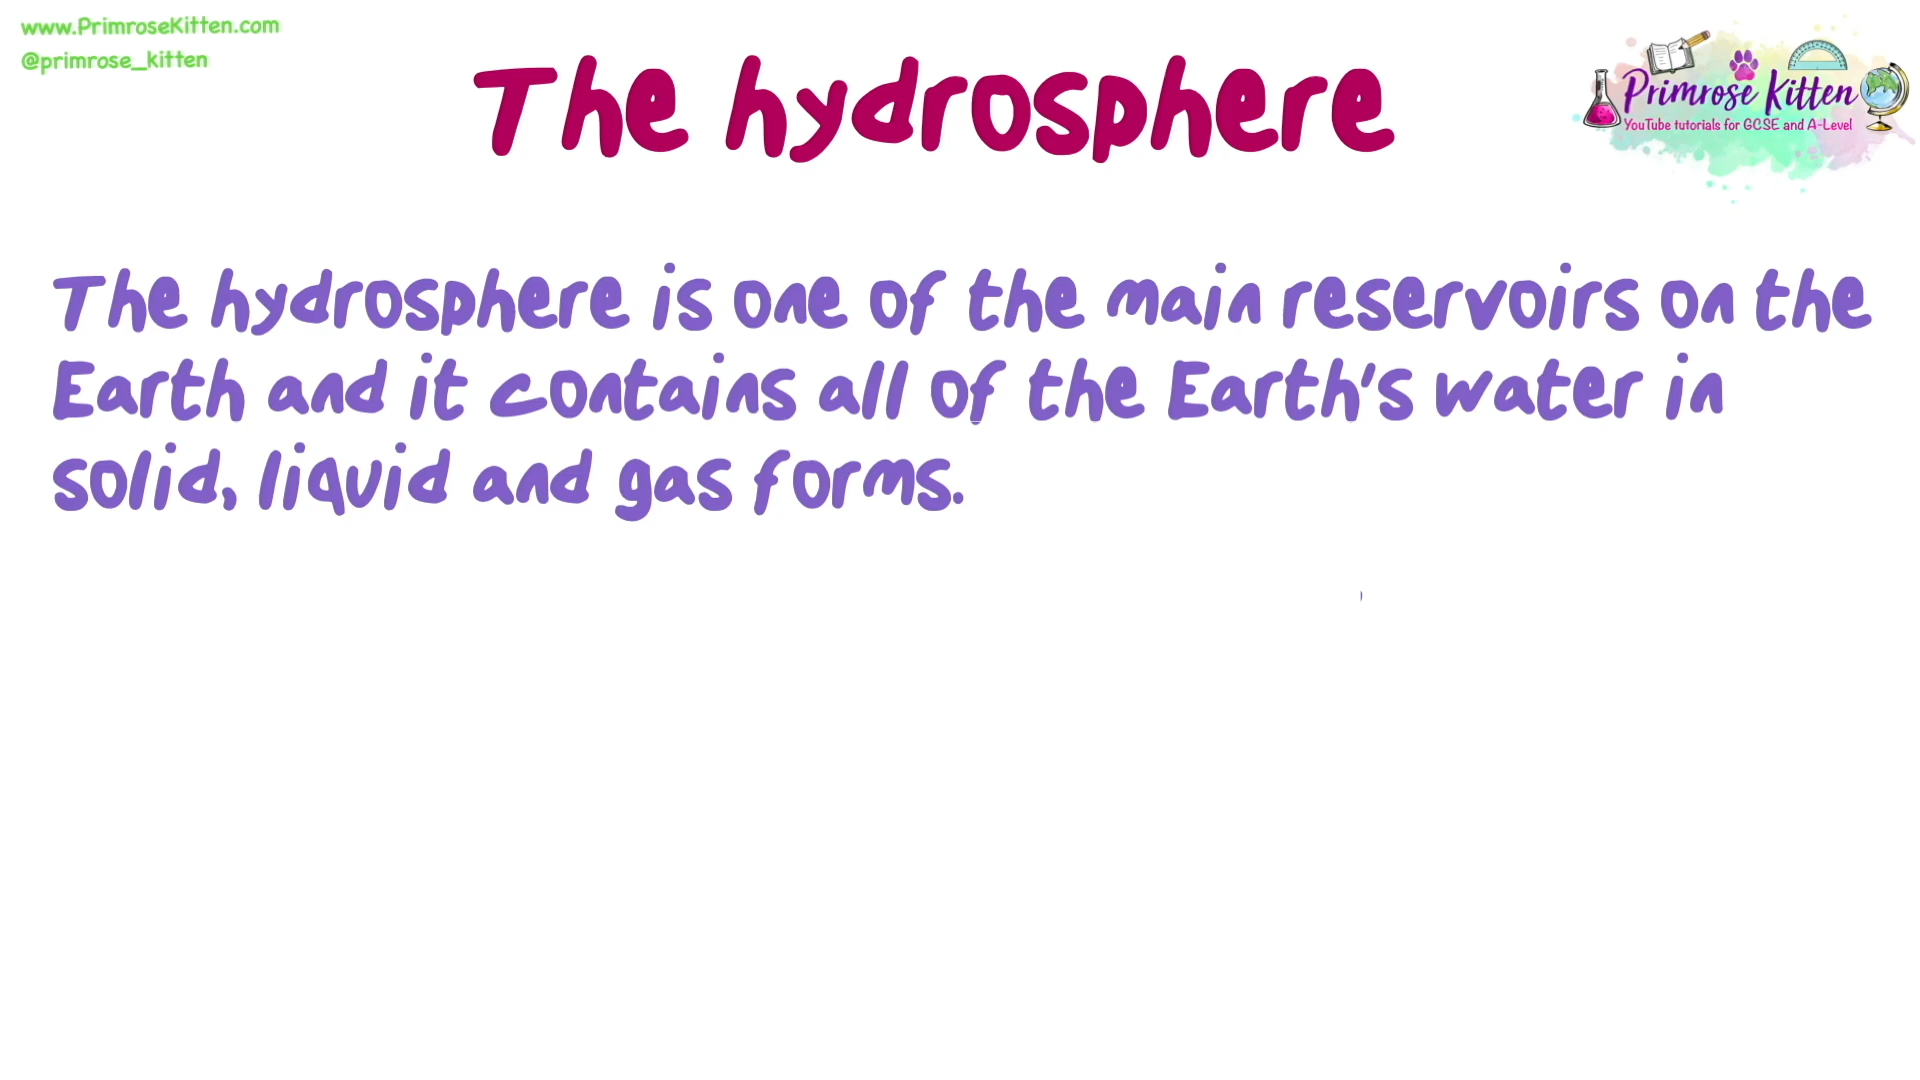 www.PrimroseKitten.com
@primrose_kitten
The hydrosphere
Primrose Kitten
YouTube tutorials for GCSE and A-Level
The hydrosphere is one of the main reservoirs on the
Earth and it contains all of the Earth's water in
solid, liquid and gas forms.